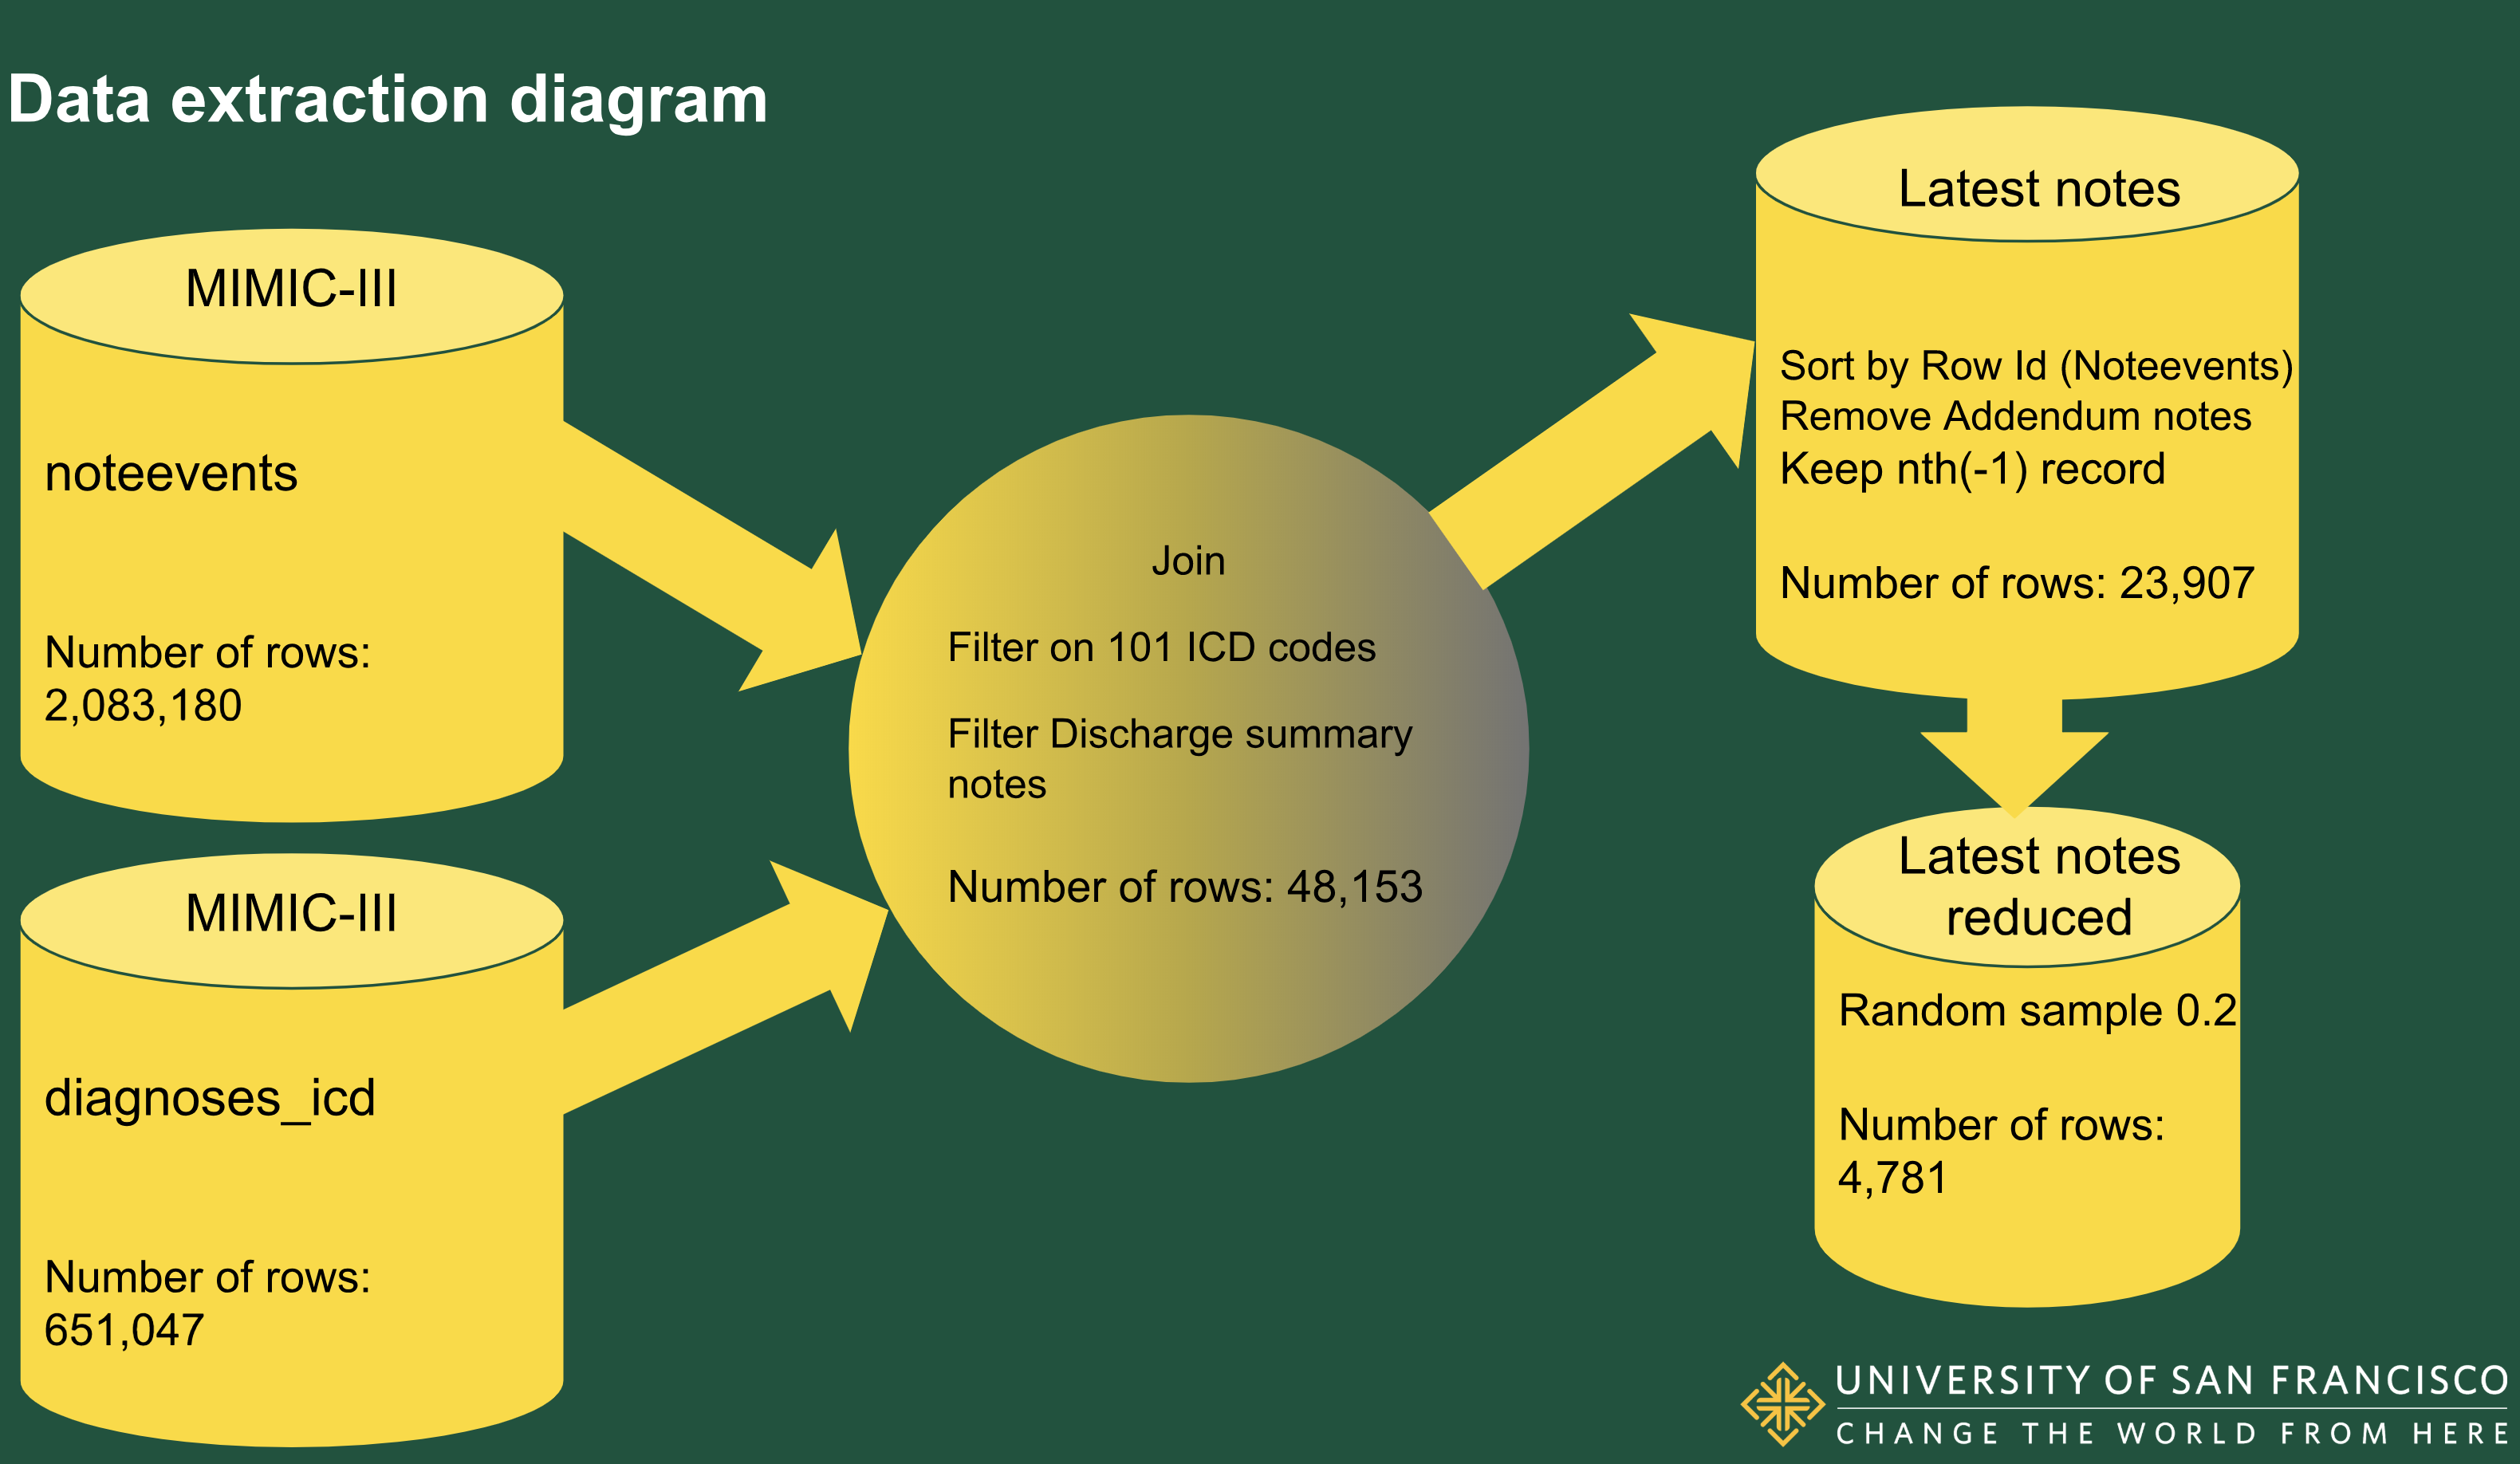 Data extraction diagram
MIMIC-III
noteevents
Number of rows:
2,083,180
MIMIC-III
diagnoses_icd
Number of rows:
651,047
Join
Filter on 101 ICD codes
Filter Discharge summary
notes
Number of rows: 48,153
Latest notes
Sort by Row Id (Noteevents)
Remove Addendum notes
Keep nth(-1) record
Number of rows: 23,907
Latest notes
reduced
Random sample 0.2
Number of rows:
4,781
UNIVERSITY OF SAN FRANCISCO
CHANGE THE WORLD FROM HERE